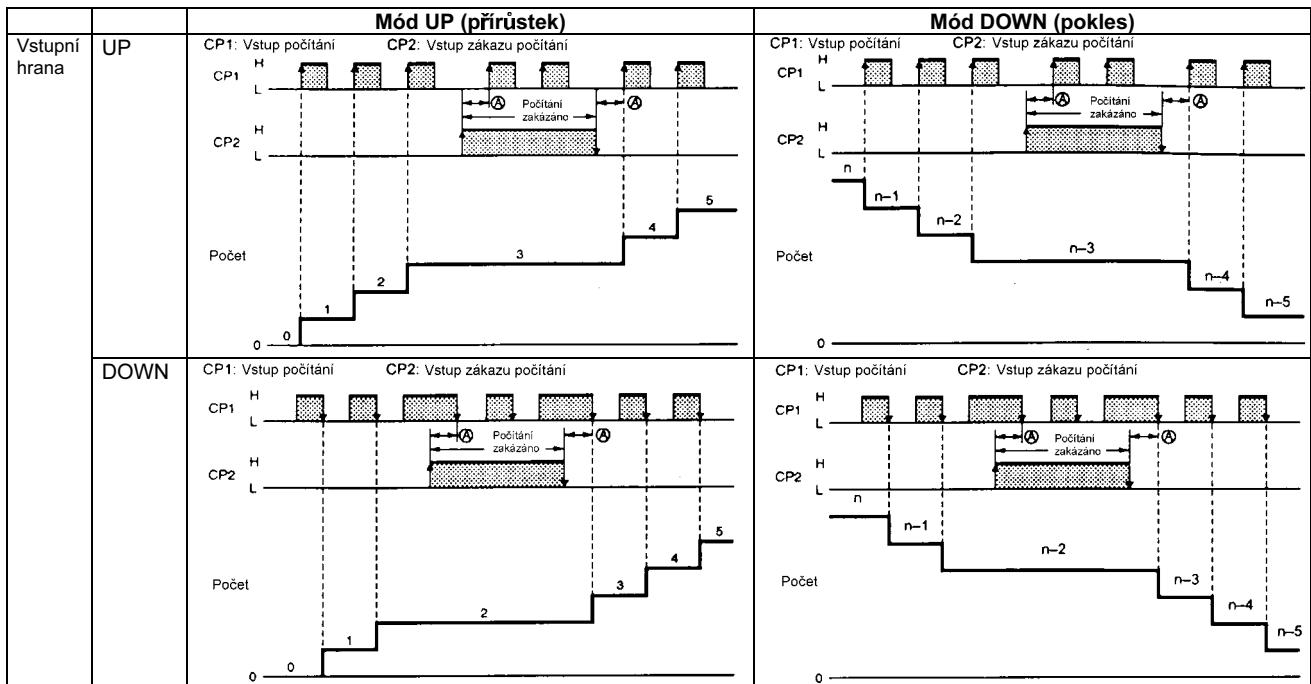 Mód UP (přírůstek)
Mód DOWN (pokles)
Vstupní hrana
UP
CP1: Vstup počítání CP2: Vstup zákazu počítání
H
CP1
L
A Počítání zakázáno A
H
CP2
L
Počet
0
0
1
2
3
4
5
CP1: Vstup počítání CP2: Vstup zákazu počítání
H
CP1
L
A Počítání zakázáno A
H
CP2
L
n
n–1
n–2
n–3
n–4
n–5
Počet
0
DOWN
CP1: Vstup počítání CP2: Vstup zákazu počítání
H
CP1
L
A Počítání zakázáno A
H
CP2
L
Počet
0
0
1
2
3
4
5
CP1: Vstup počítání CP2: Vstup zákazu počítání
H
CP1
L
A Počítání zakázáno A
H
CP2
L
n
n–1
n–2
n–3
n–4
n–5
Počet
0